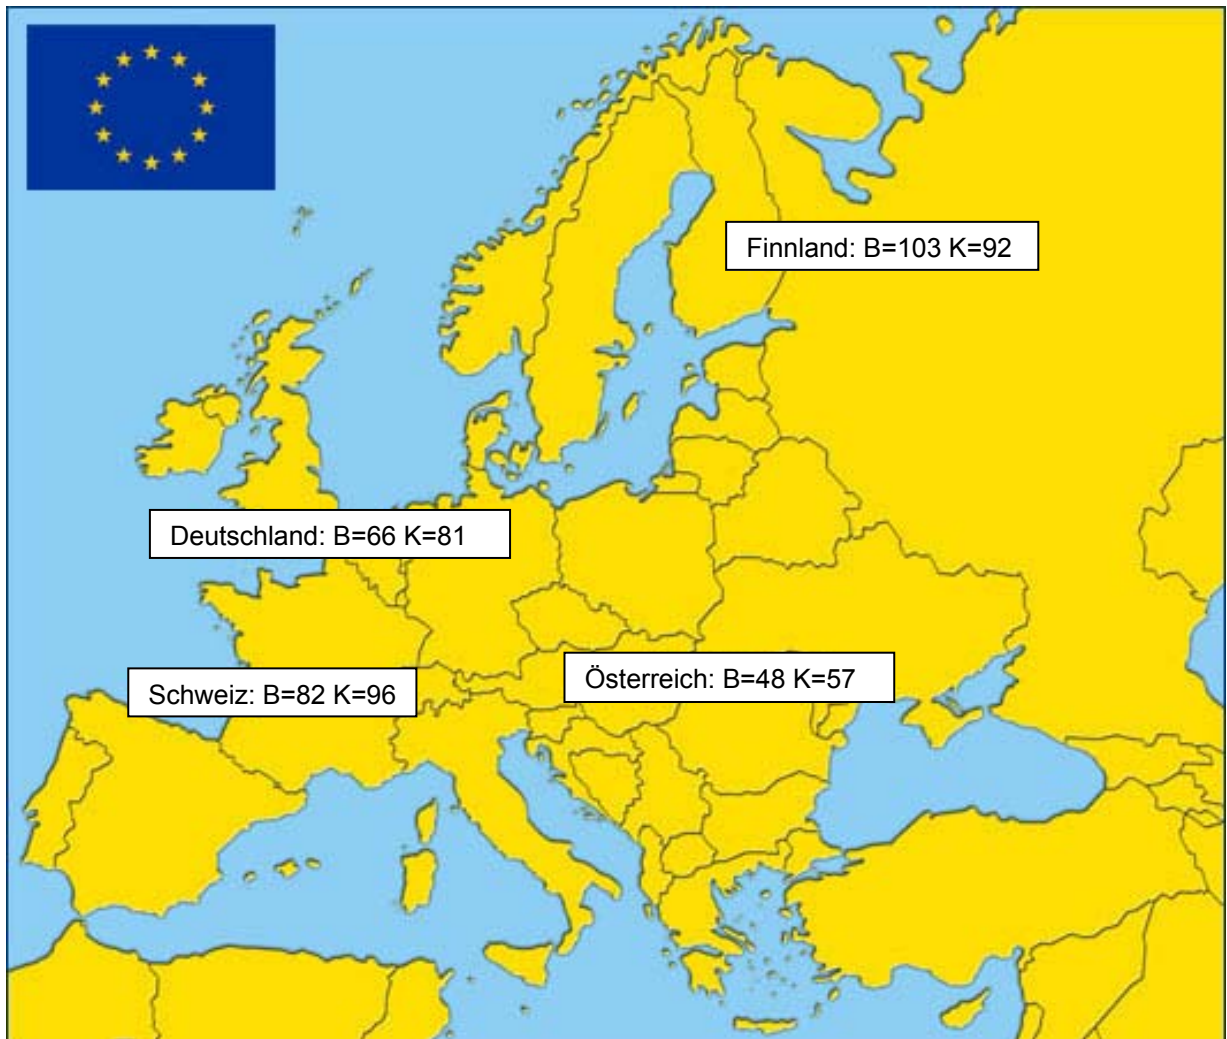 Finnland: B=103 K=92
Deutschland: B=66 K=81
Österreich: B=48 K=57
Schweiz: B=82 K=96